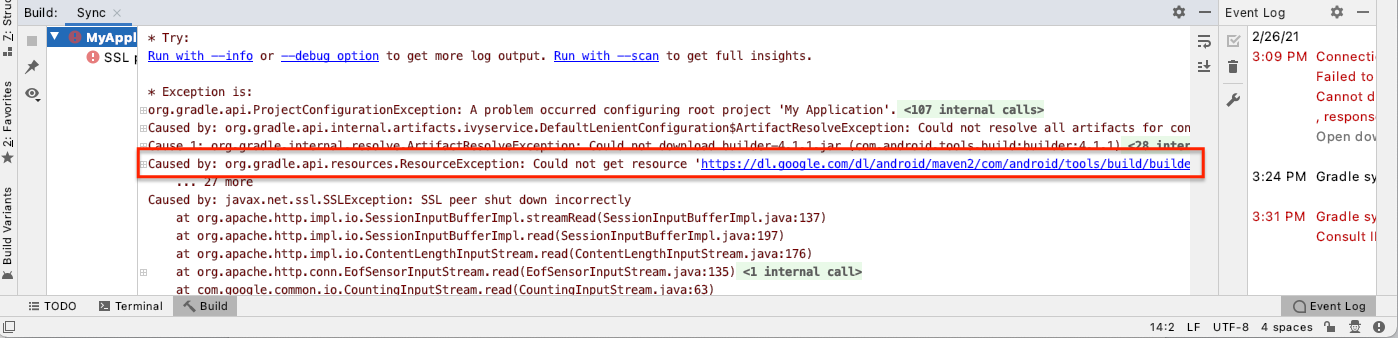 Build: Sync ×
Event Log
Z: Struc
2: Favorites
Build Variants
MyAppl
SSL p
* Try:
Run with --info or --debug option to get more log output. Run with --scan to get full insights.
* Exception is:
org.gradle.api.ProjectConfigurationException: A problem occurred configuring root project 'My Application'. <107 internal calls>
Caused by: org.gradle.api.internal.artifacts.ivyservice.DefaultLenientConfiguration$ArtifactResolveException: Could not resolve all artifacts for con
Cause 1: org.gradle.internal.resolve.ArtifactResolveException: Could not download builder-4.1.1.jar (com.android.tools.build:builder:4.1.1) <28 inter
Caused by: org.gradle.api.resources.ResourceException: Could not get resource 'https://dl.google.com/dl/android/maven2/com/android/tools/build/builde
... 27 more
Caused by: javax.net.ssl.SSLException: SSL peer shut down incorrectly
at org.apache.http.impl.io.SessionInputBufferImpl.streamRead(SessionInputBufferImpl.java:137)
at org.apache.http.impl.io.SessionInputBufferImpl.read(SessionInputBufferImpl.java:197)
at org.apache.http.impl.io.ContentLengthInputStream.read(ContentLengthInputStream.java:176)
at org.apache.http.conn.EofSensorInputStream.read(EofSensorInputStream.java:135) <1 internal call>
at com.google.common.io.CountingInputStream.read(CountingInputStream.java:63)
2/26/21
3:09 PM Connecti
Failed to
Cannot d
, respons
Open dow
3:24 PM Gradle sy
3:31 PM Gradle sy
Consult I
TODO Terminal Build Event Log
14:2 LF UTF-8 4 spaces